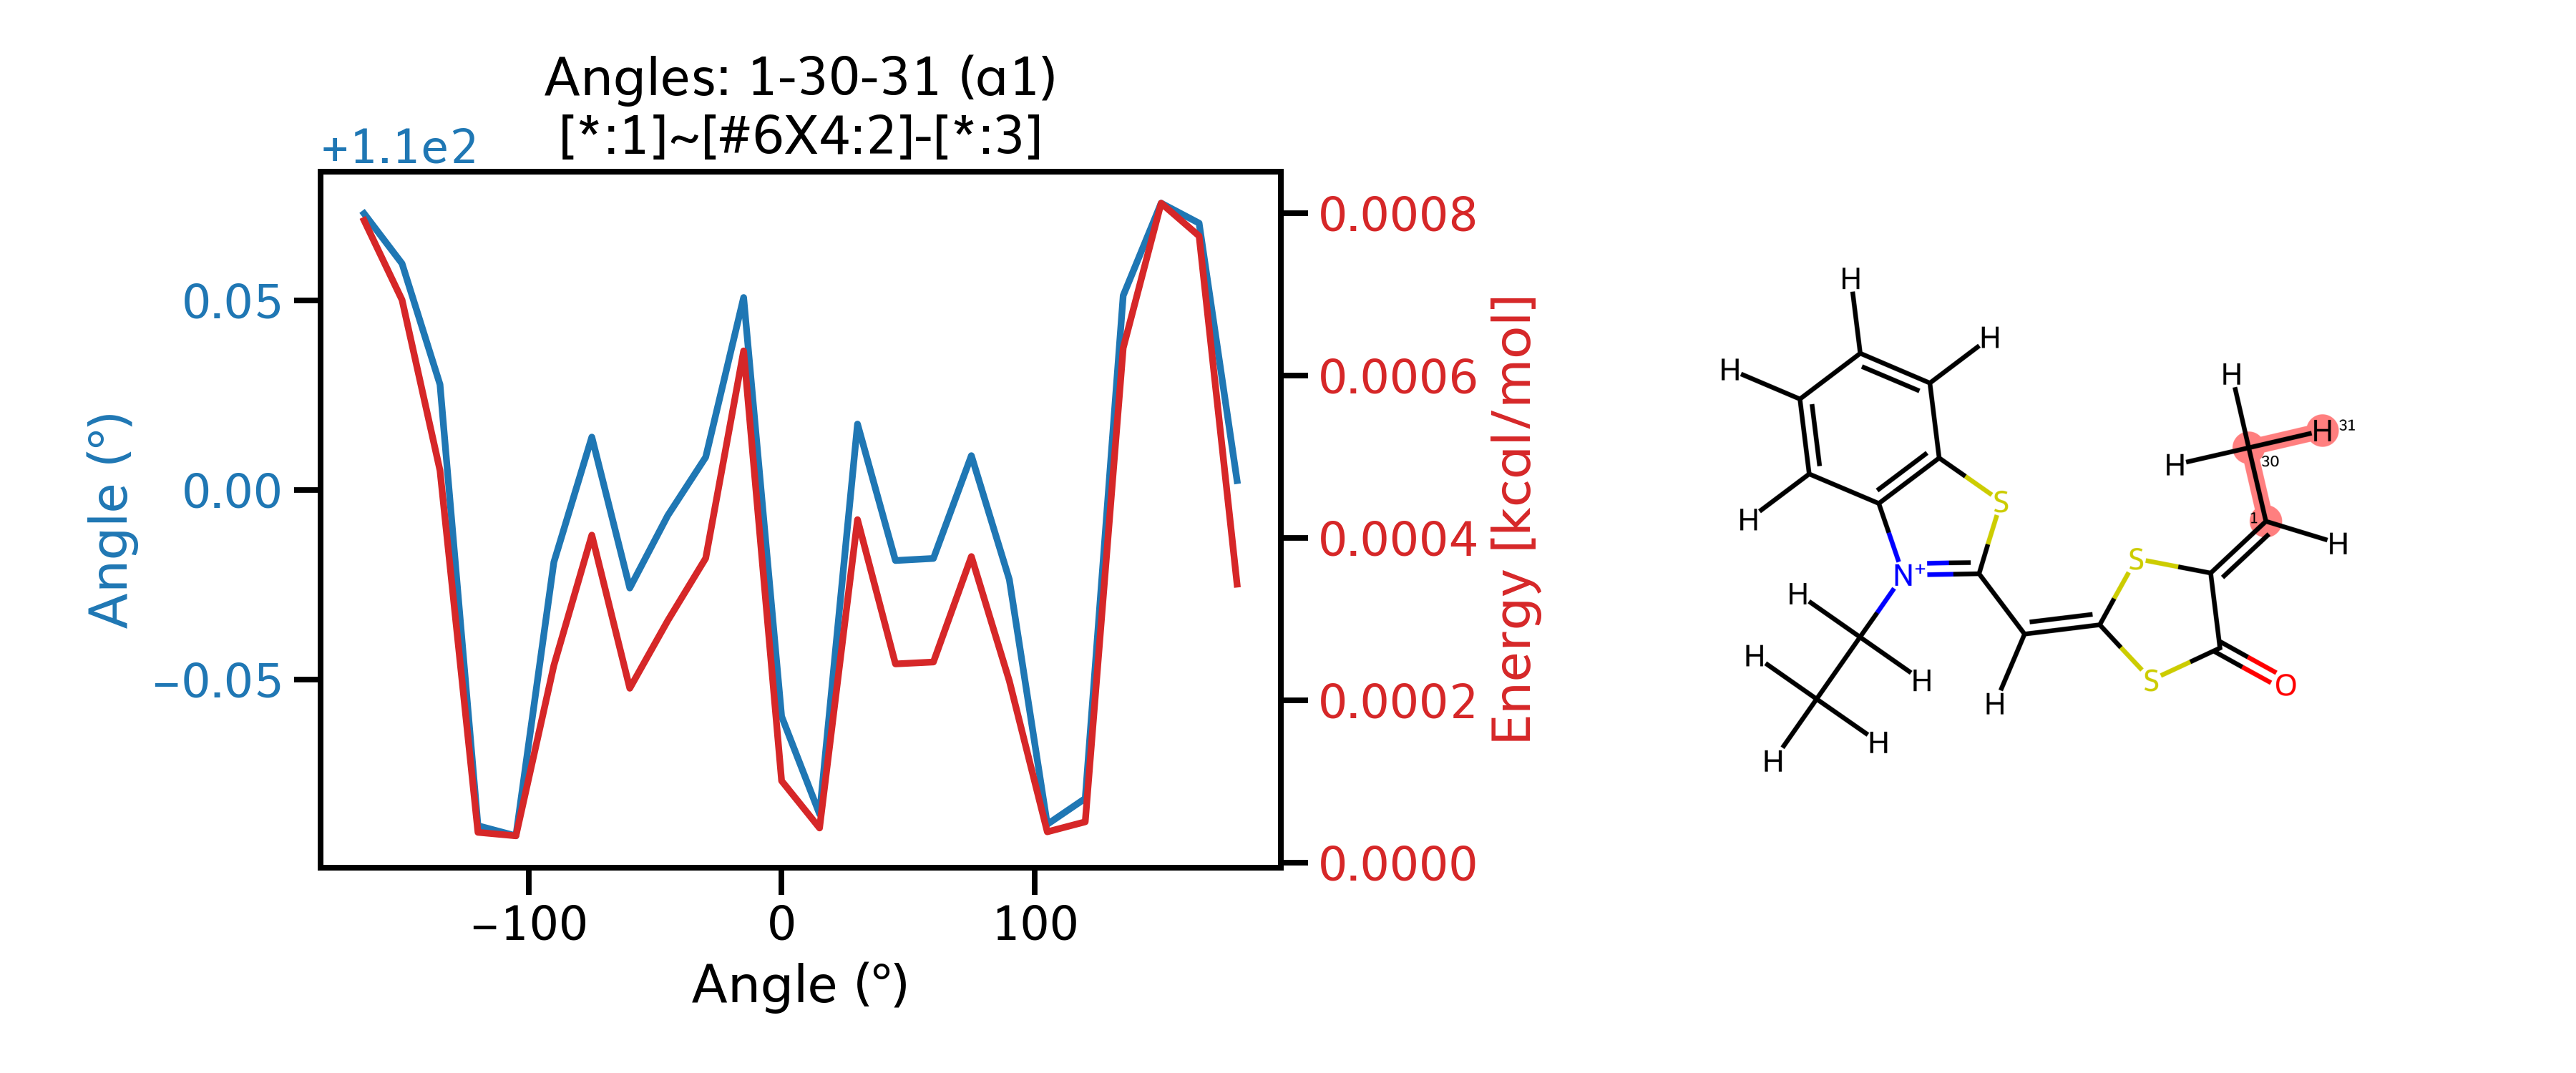 Angles: 1-30-31 (α1)
[*:1]~[#6X4:2]-[*:3]
+1.1e2
0.05
0.00
−0.05
Angle (°)
−100
0
100
Angle (°)
0.0008
0.0006
0.0004
0.0002
0.0000
Energy [kcal/mol]
H
H
H
H
H
H 31
30
H
S
1
H
H
S
N+
H
H
H
S
O
H
H
H